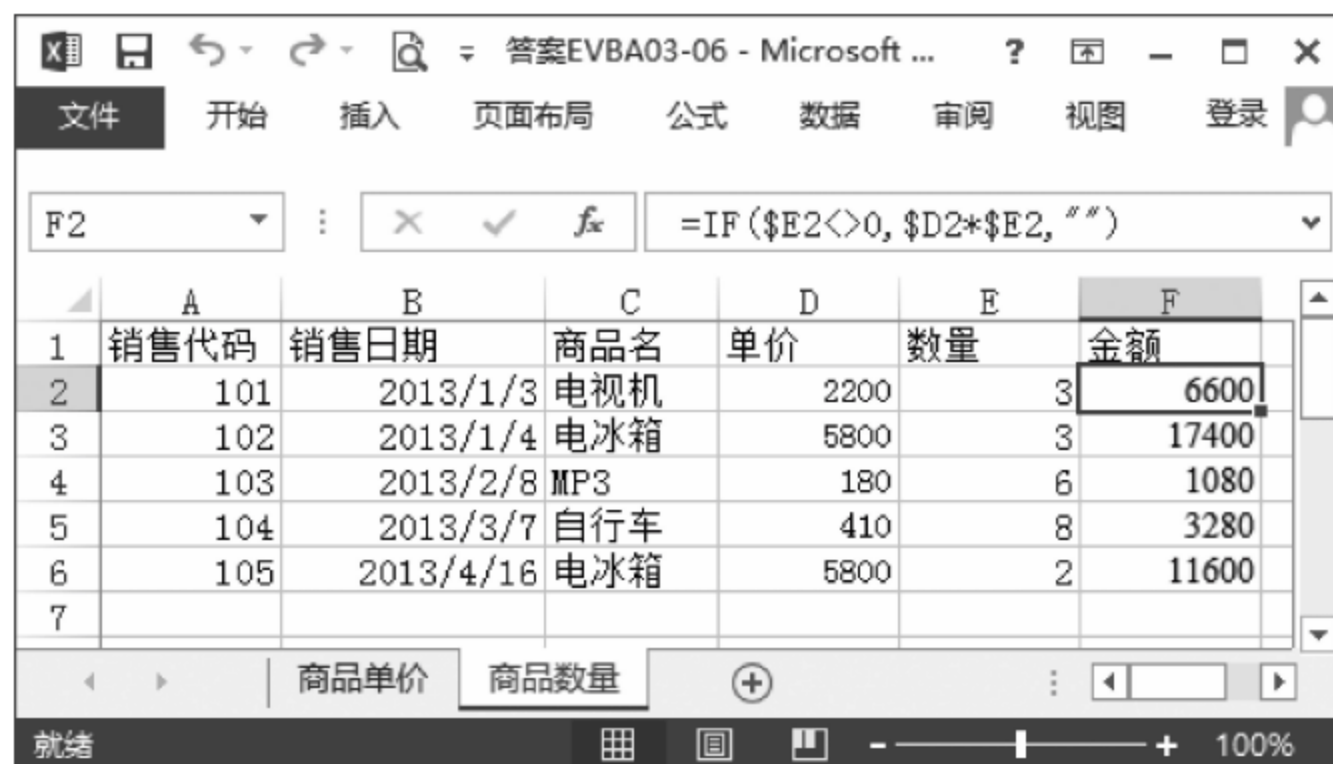 答案EVBA03-06 - Microsoft ... ?
文件 开始 插入 页面布局 公式 数据 审阅 视图 登录
F2 fx =IF($E2<>0,$D2*$E2,"")
A B C D E F
1 销售代码 销售日期 商品名 单价 数量 金额
2 101 2013/1/3 电视机 2200 3 6600
3 102 2013/1/4 电冰箱 5800 3 17400
4 103 2013/2/8 MP3 180 6 1080
5 104 2013/3/7 自行车 410 8 3280
6 105 2013/4/16 电冰箱 5800 2 11600
7
商品单价 商品数量
就绪 100%